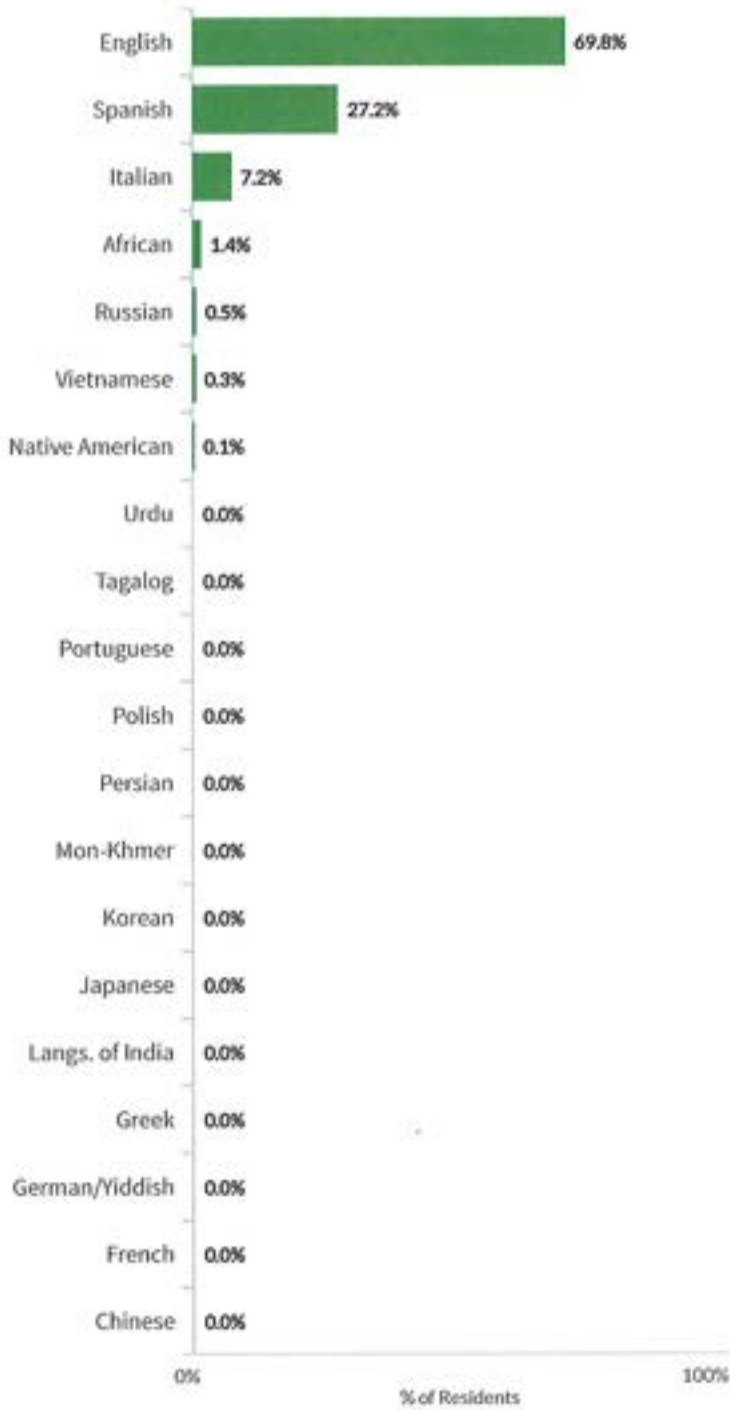 English 69.8%
Spanish 27.2%
Italian 7.2%
African 1.4%
Russian 0.5%
Vietnamese 0.3%
Native American 0.1%
Urdu 0.0%
Tagalog 0.0%
Portuguese 0.0%
Polish 0.0%
Persian 0.0%
Mon-Khmer 0.0%
Korean 0.0%
Japanese 0.0%
Langs. of India 0.0%
Greek 0.0%
German/Yiddish 0.0%
French 0.0%
Chinese 0.0%
0% 100%
% of Residents